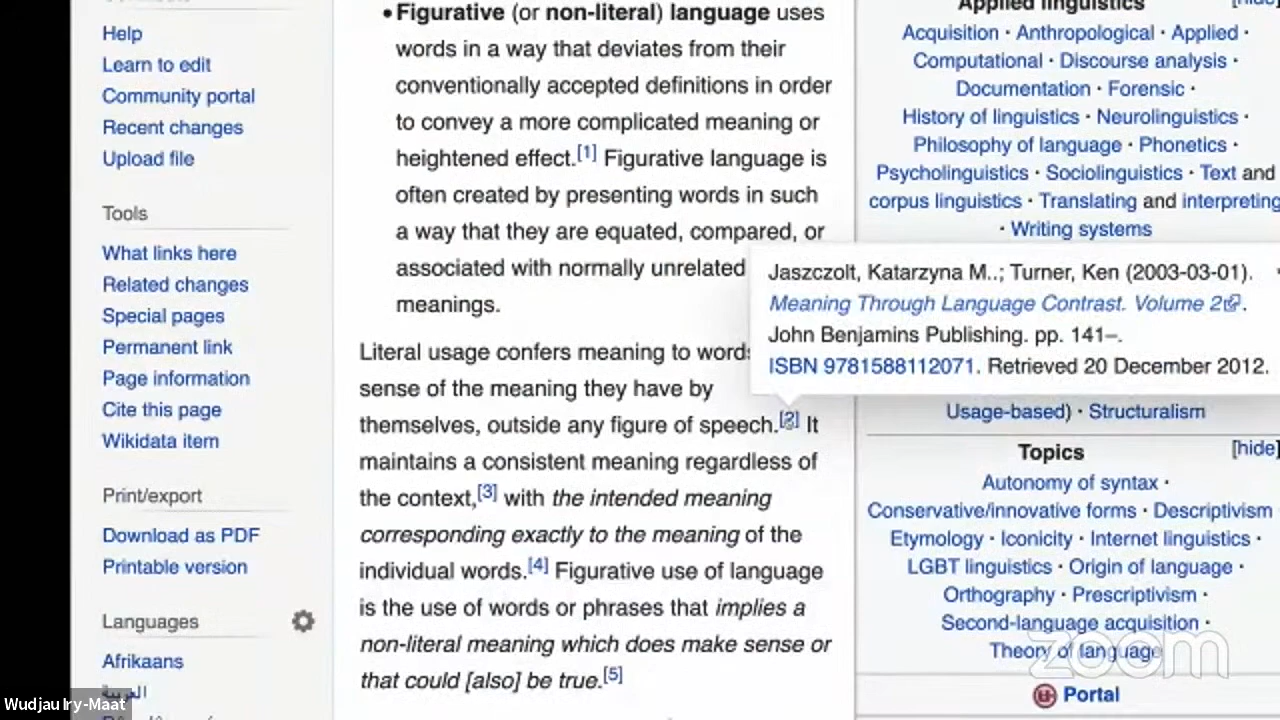 Help
Learn to edit
Community portal
Recent changes
Upload file
Tools
What links here
Related changes
Special pages
Permanent link
Page information
Cite this page
Wikidata item
Print/export
Download as PDF
Printable version
Languages
Afrikaans
العربية
Wudjau Iry-Maat
• Figurative (or non-literal) language uses
words in a way that deviates from their
conventionally accepted definitions in order
to convey a more complicated meaning or
heightened effect.[1] Figurative language is
often created by presenting words in such
a way that they are equated, compared, or
associated with normally unrelated
meanings.
Literal usage confers meaning to words
sense of the meaning they have by
themselves, outside any figure of speech.[2] It
maintains a consistent meaning regardless of
the context,[3] with the intended meaning
corresponding exactly to the meaning of the
individual words.[4] Figurative use of language
is the use of words or phrases that implies a
non-literal meaning which does make sense or
that could [also] be true.[5]
Applied linguistics [hide]
Acquisition · Anthropological · Applied ·
Computational · Discourse analysis ·
Documentation · Forensic ·
History of linguistics · Neurolinguistics ·
Philosophy of language · Phonetics ·
Psycholinguistics · Sociolinguistics · Text and
corpus linguistics · Translating and interpreting
· Writing systems
Jaszczolt, Katarzyna M..; Turner, Ken (2003-03-01).
Meaning Through Language Contrast. Volume 2.
John Benjamins Publishing. pp. 141–.
ISBN 9781588112071. Retrieved 20 December 2012.
Usage-based) · Structuralism
Topics [hide]
Autonomy of syntax ·
Conservative/innovative forms · Descriptivism
Etymology · Iconicity · Internet linguistics ·
LGBT linguistics · Origin of language ·
Orthography · Prescriptivism ·
Second-language acquisition ·
Theory of language
Portal
zoom